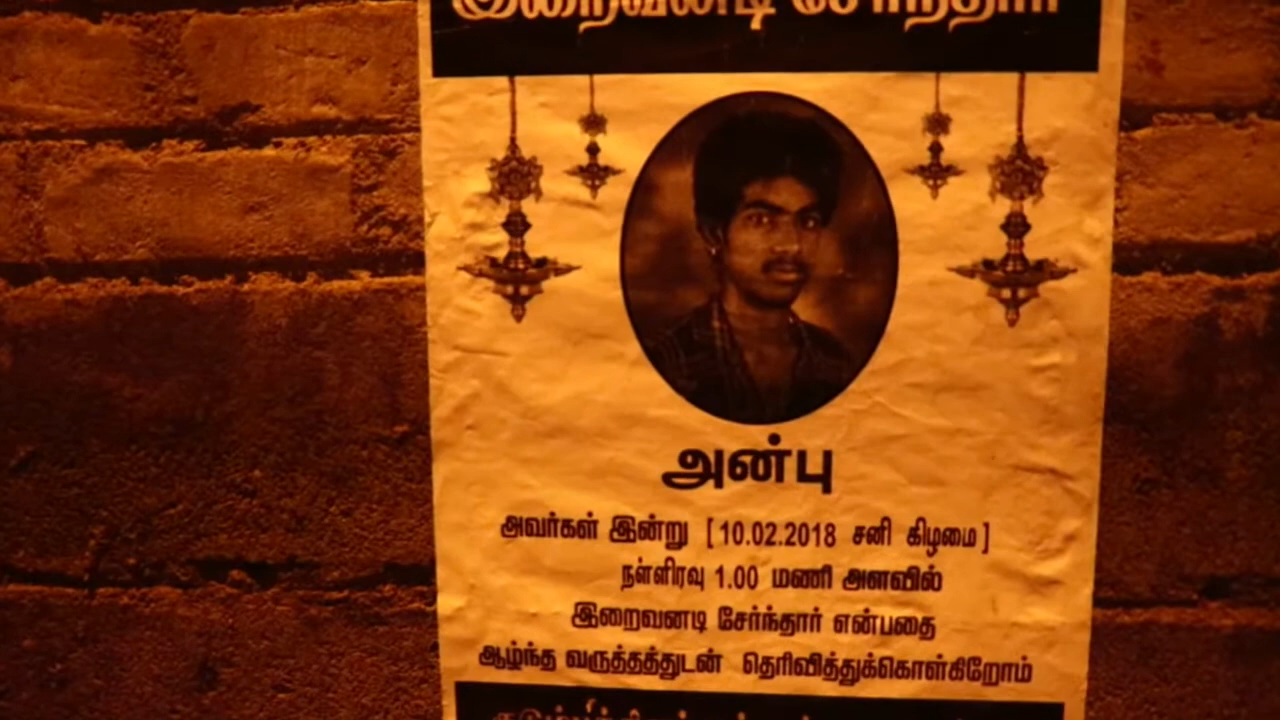 இறைவனடி சேர்ந்தார்
அன்பு
அவர்கள் இன்று [ 10.02.2018 சனி கிழமை ]
நள்ளிரவு 1.00 மணி அளவில்
இறைவனடி சேர்ந்தார் என்பதை
ஆழ்ந்த வருத்தத்துடன் தெரிவித்துக்கொள்கிறோம்